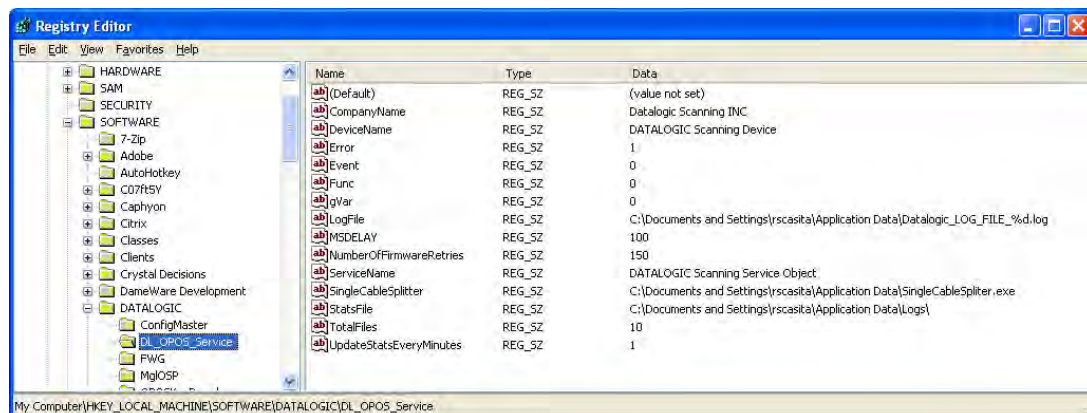 Registry Editor
File Edit View Favorites Help
HARDWARE
SAM
SECURITY
SOFTWARE
7-Zip
Adobe
AutoHotkey
C07ft5Y
Caphyon
Citrix
Classes
Clients
Crystal Decisions
DameWare Development
DATALOGIC
ConfigMaster
DL_OPOS_Service
FWG
MglOSP
Name Type Data
(Default) REG_SZ (value not set)
CompanyName REG_SZ Datalogic Scanning INC
DeviceName REG_SZ DATALOGIC Scanning Device
Error REG_SZ 1
Event REG_SZ 0
Func REG_SZ 0
gVar REG_SZ 0
LogFile REG_SZ C:\Documents and Settings\rscasita\Application Data\Datalogic_LOG_FILE_%d.log
MSDELAY REG_SZ 100
NumberOfFirmwareRetries REG_SZ 150
ServiceName REG_SZ DATALOGIC Scanning Service Object
SingleCableSplitter REG_SZ C:\Documents and Settings\rscasita\Application Data\SingleCableSpliter.exe
StatsFile REG_SZ C:\Documents and Settings\rscasita\Application Data\Logs\
TotalFiles REG_SZ 10
UpdateStatsEveryMinutes REG_SZ 1
My Computer\HKEY_LOCAL_MACHINE\SOFTWARE\DATALOGIC\DL_OPOS_Service